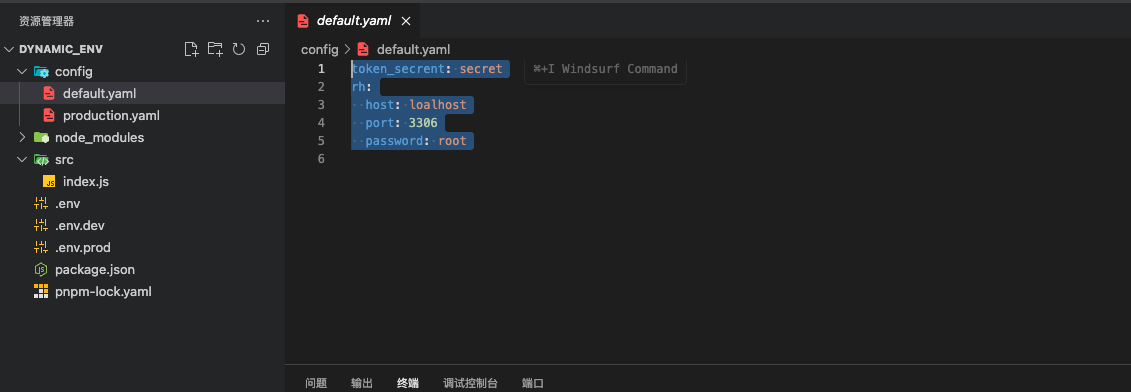 资源管理器
DYNAMIC_ENV
config
default.yaml
production.yaml
node_modules
src
index.js
.env
.env.dev
.env.prod
package.json
pnpm-lock.yaml
default.yaml
config > default.yaml
1 token_secrent: secret ⌘+I Windsurf Command
2 rh:
3 host: loalhost
4 port: 3306
5 password: root
6
问题 输出 终端 调试控制台 端口